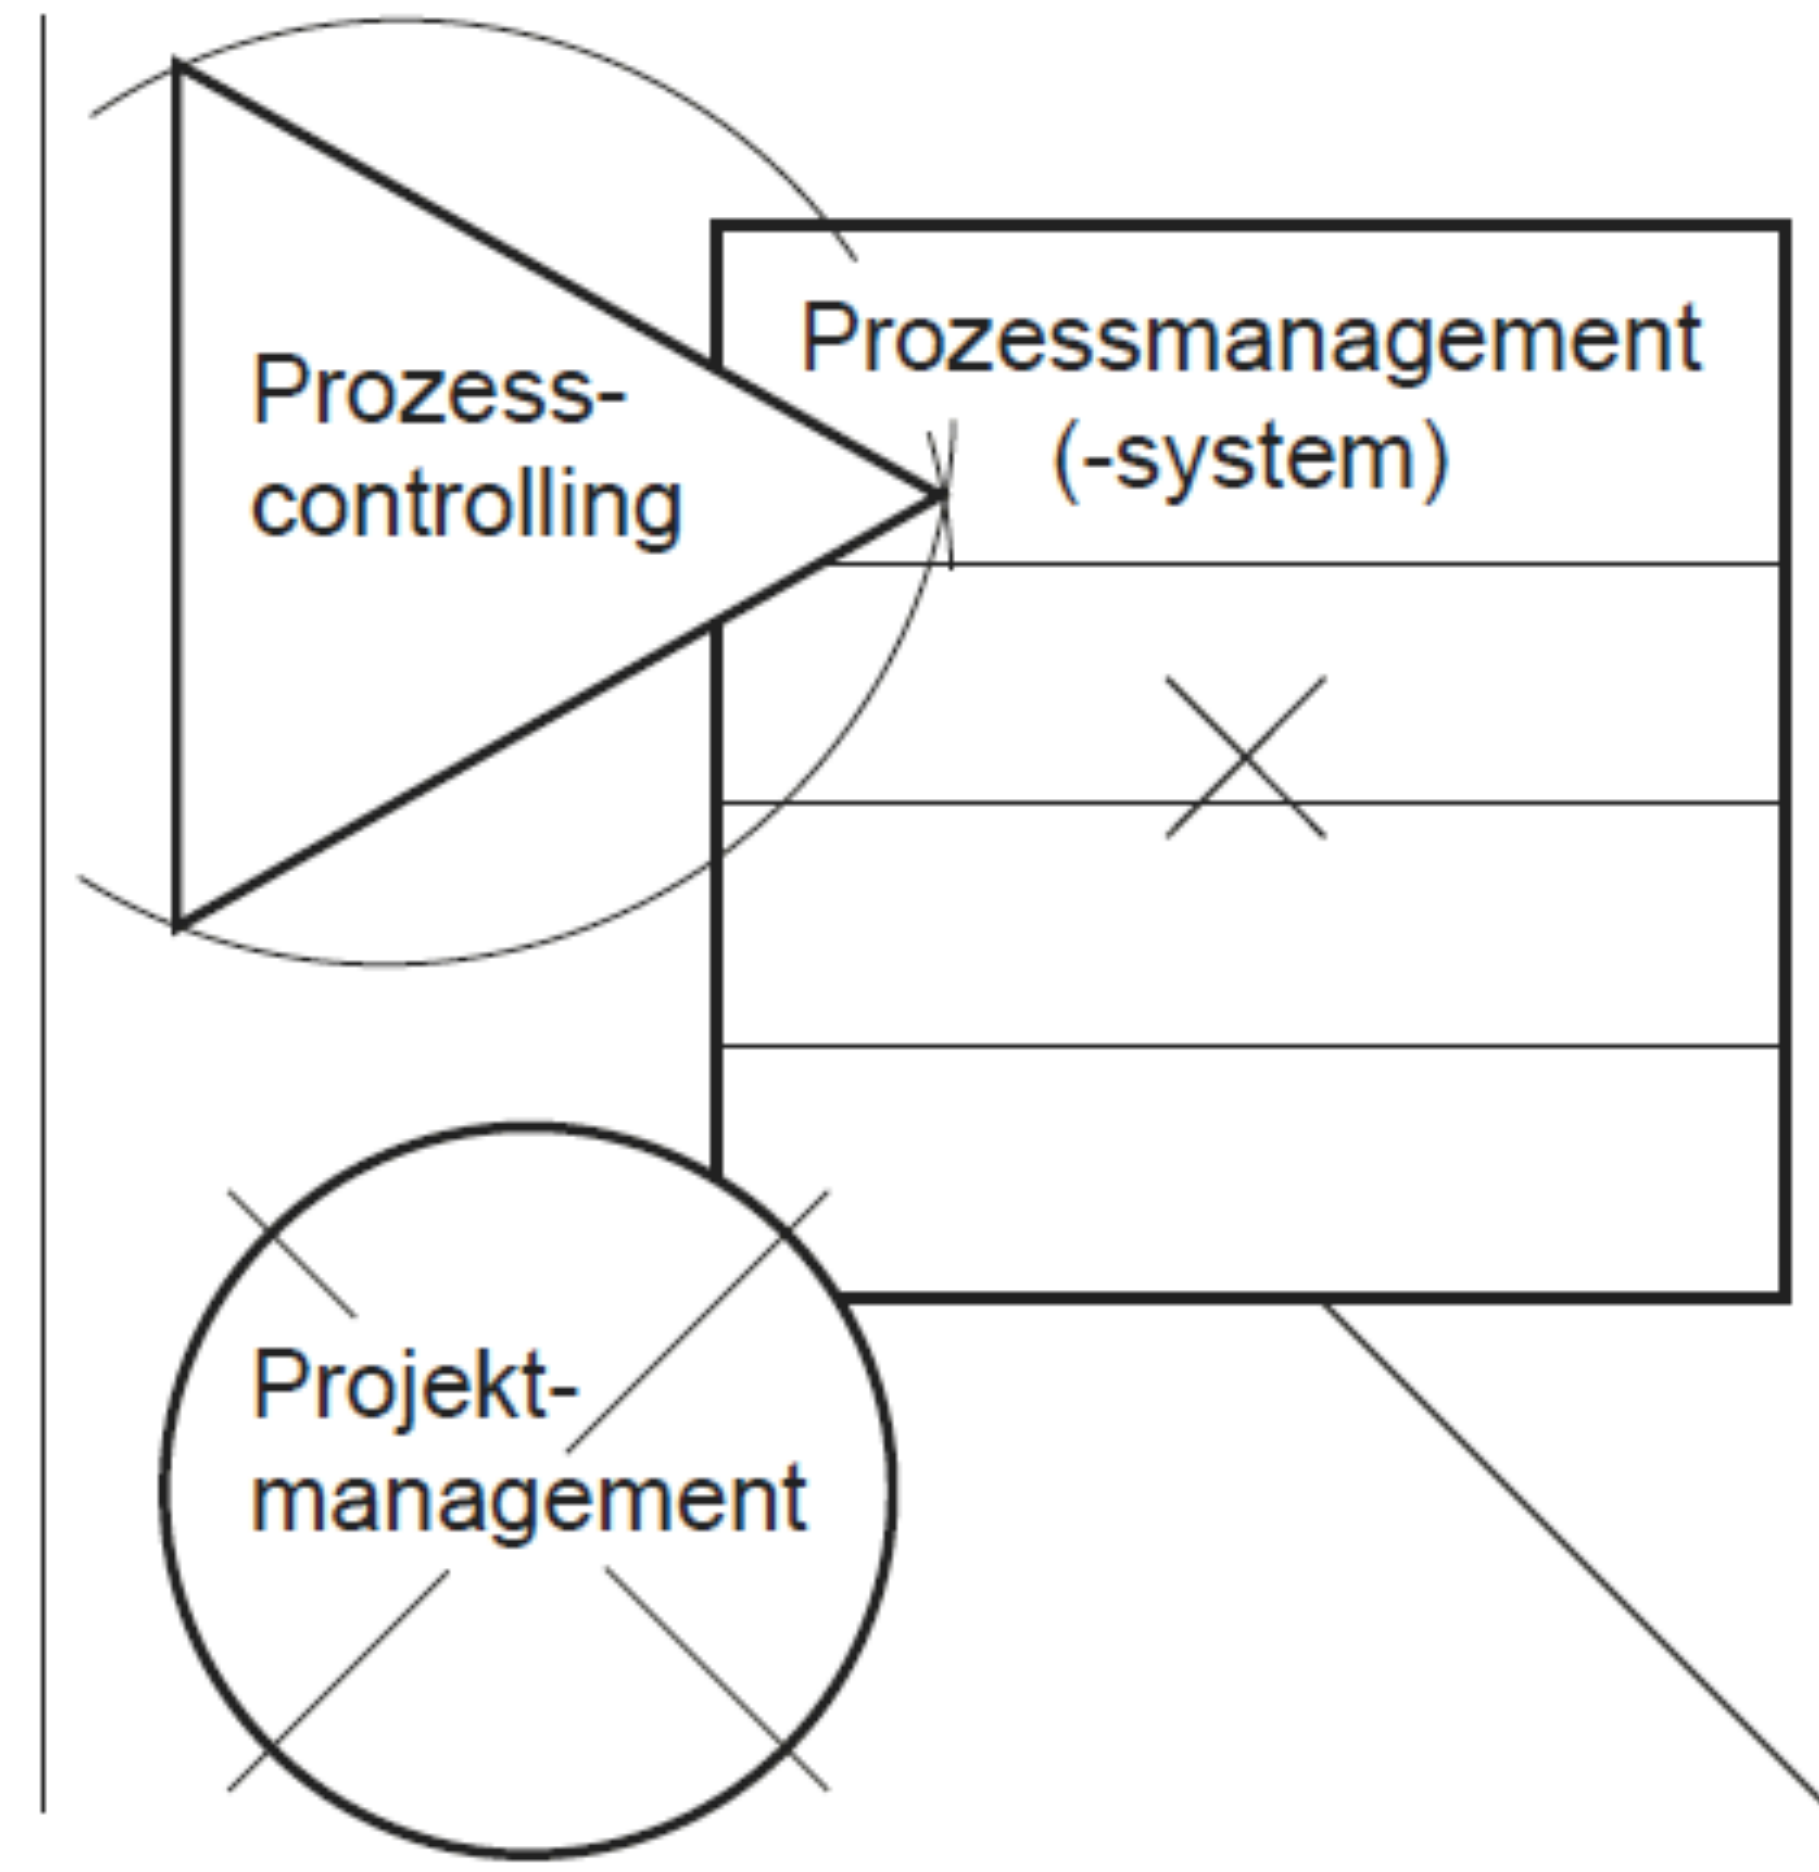 Prozessmanagement
(-system)
Prozess-
controlling
Projekt-
management